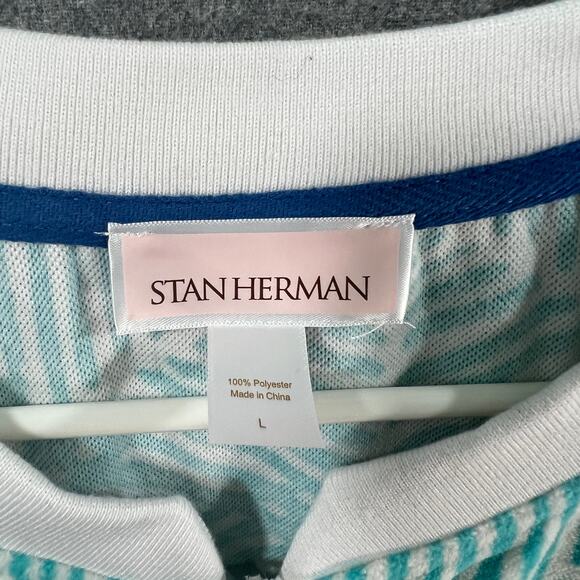 STAN HERMAN
100% Polyester
Made in China
L